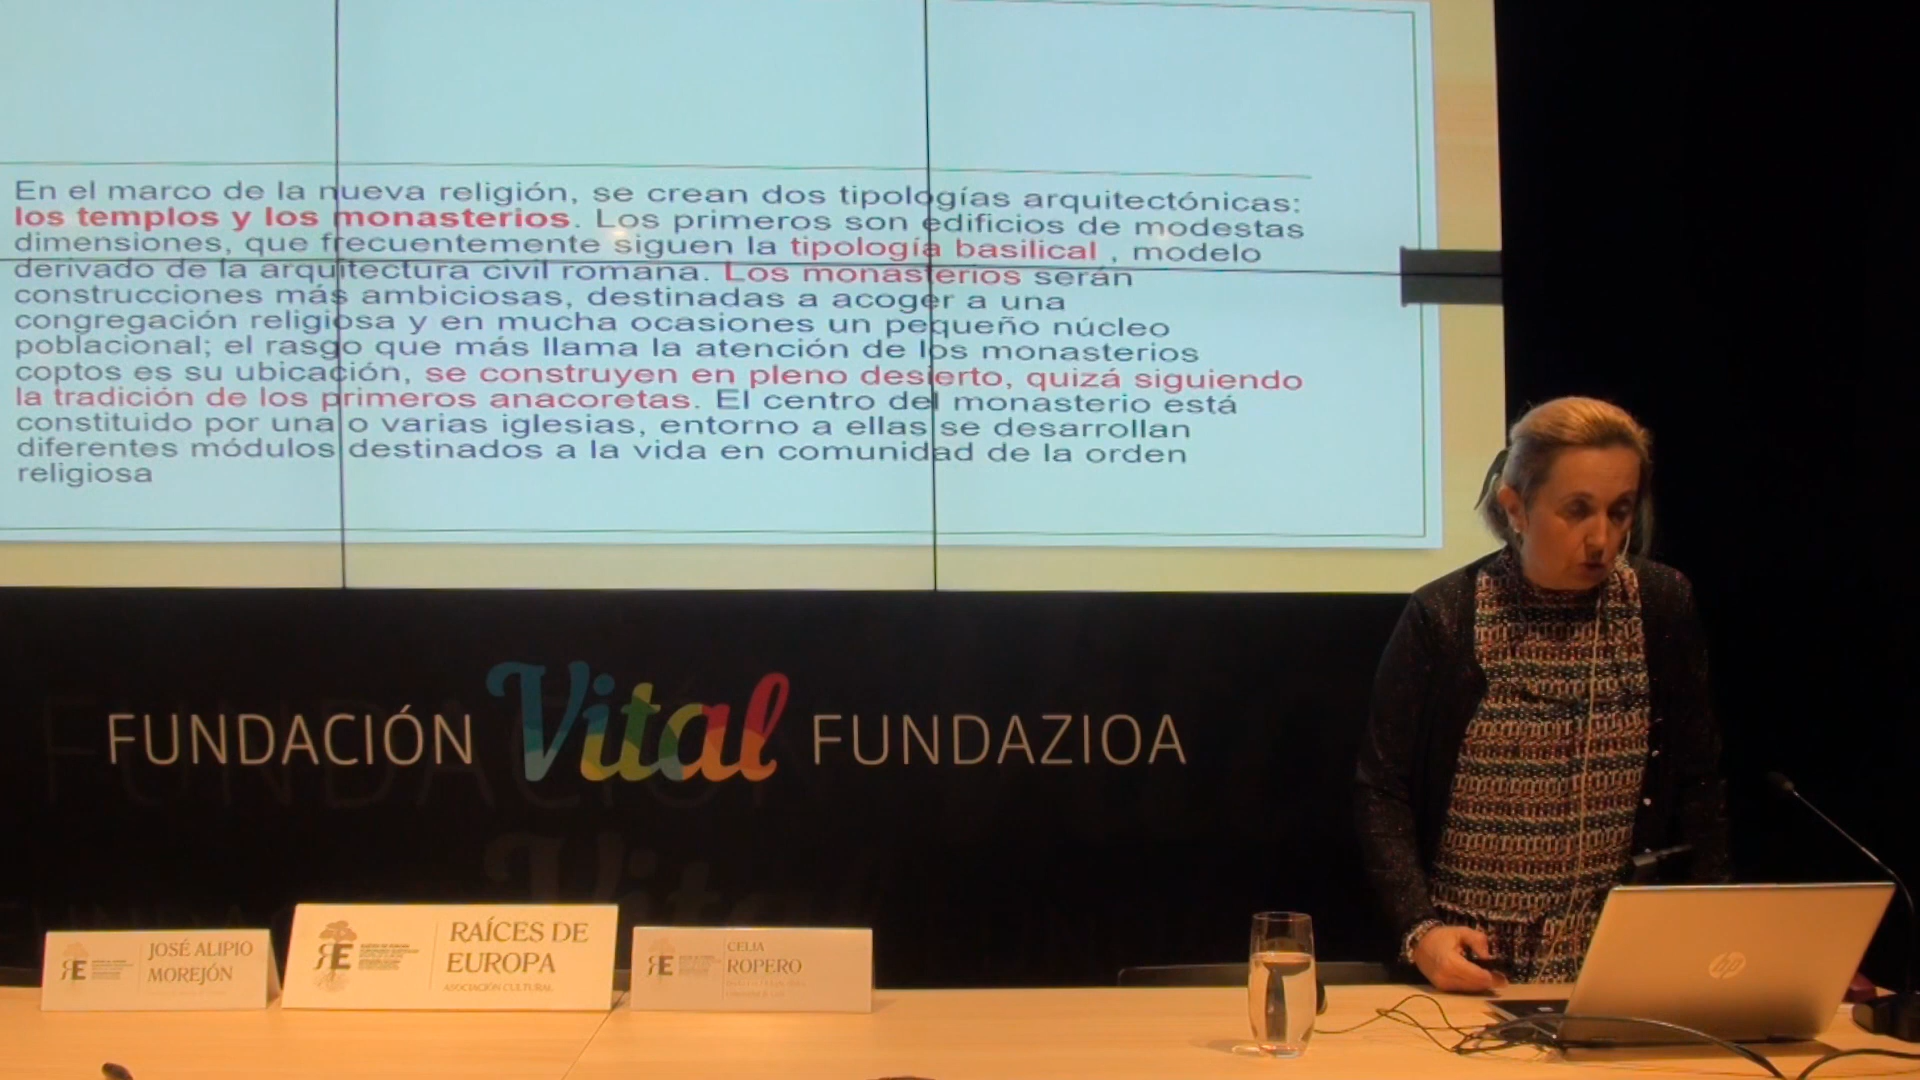 En el marco de la nueva religión, se crean dos tipologías arquitectónicas:
los templos y los monasterios. Los primeros son edificios de modestas
dimensiones, que frecuentemente siguen la tipología basilical , modelo
derivado de la arquitectura civil romana. Los monasterios serán
construcciones más ambiciosas, destinadas a acoger a una
congregación religiosa y en mucha ocasiones un pequeño núcleo
poblacional; el rasgo que más llama la atención de los monasterios
coptos es su ubicación, se construyen en pleno desierto, quizá siguiendo
la tradición de los primeros anacoretas. El centro del monasterio está
constituido por una o varias iglesias, entorno a ellas se desarrollan
diferentes módulos destinados a la vida en comunidad de la orden
religiosa
FUNDACIÓN Vital FUNDAZIOA
JOSÉ ALIPIO
MOREJÓN
RE
RAÍCES DE
EUROPA
ASOCIACIÓN CULTURAL
RE
CELIA
ROPERO
RE
hp